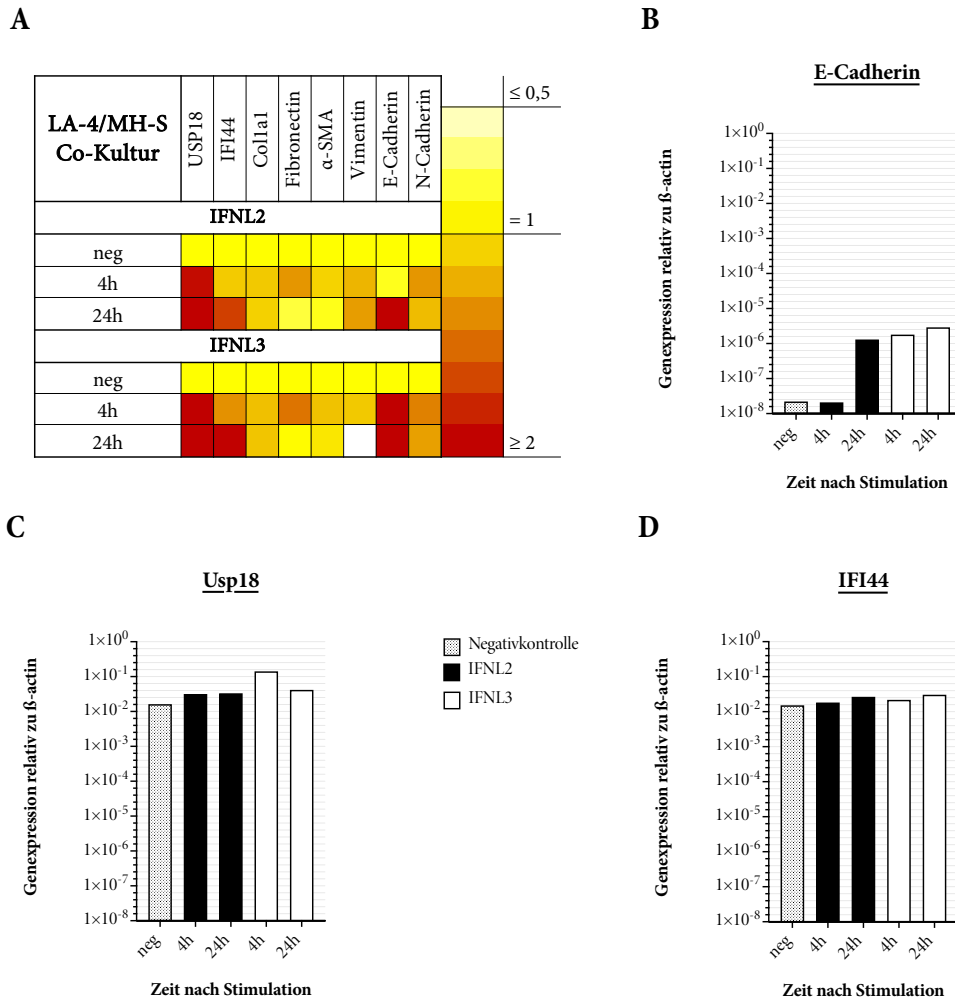 A
LA-4/MH-S
Co-Kultur
USP18
IFI44
Col1a1
Fibronectin
α-SMA
Vimentin
E-Cadherin
N-Cadherin
≤ 0,5
IFNL2
= 1
neg
4h
24h
IFNL3
neg
4h
24h
≥ 2
B
E-Cadherin
Genexpression relativ zu ß-actin
1×10⁰
1×10⁻¹
1×10⁻²
1×10⁻³
1×10⁻⁴
1×10⁻⁵
1×10⁻⁶
1×10⁻⁷
1×10⁻⁸
neg 4h 24h 4h 24h
Zeit nach Stimulation
C
Usp18
Genexpression relativ zu ß-actin
1×10⁰
1×10⁻¹
1×10⁻²
1×10⁻³
1×10⁻⁴
1×10⁻⁵
1×10⁻⁶
1×10⁻⁷
1×10⁻⁸
neg 4h 24h 4h 24h
Zeit nach Stimulation
Negativkontrolle
IFNL2
IFNL3
D
IFI44
Genexpression relativ zu ß-actin
1×10⁰
1×10⁻¹
1×10⁻²
1×10⁻³
1×10⁻⁴
1×10⁻⁵
1×10⁻⁶
1×10⁻⁷
1×10⁻⁸
neg 4h 24h 4h 24h
Zeit nach Stimulation